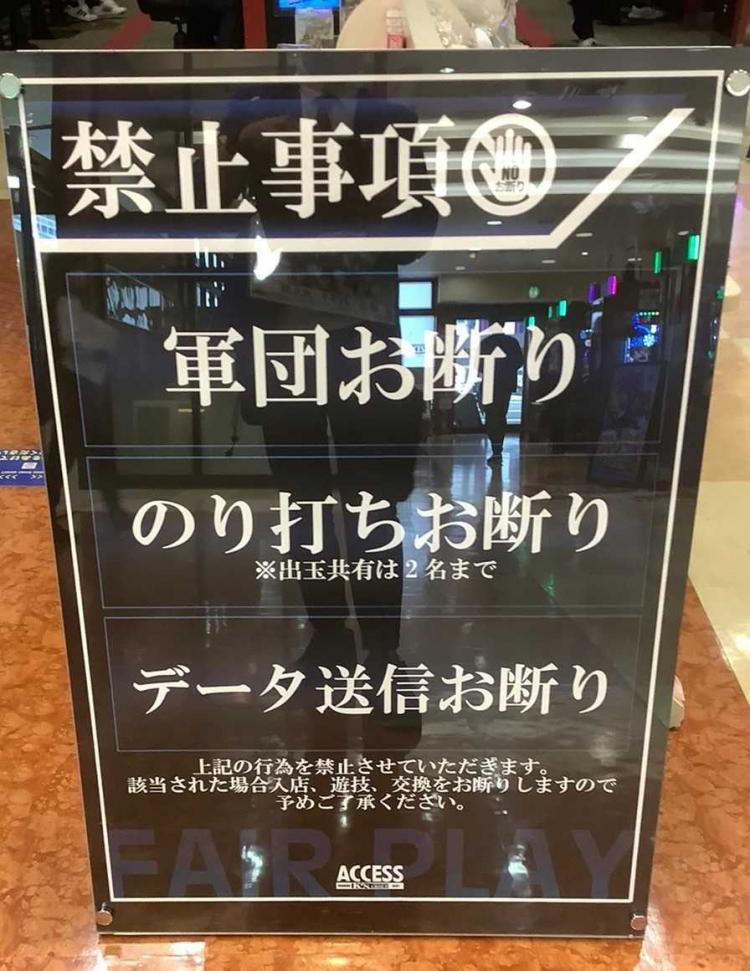 禁止事項
NO
お断り
軍団お断り
のり打ちお断り
※出玉共有は2名まで
データ送信お断り
上記の行為を禁止させていただきます。
該当された場合入店、遊技、交換をお断りしますので
予めご了承ください。
FAIR PLAY
ACCESS